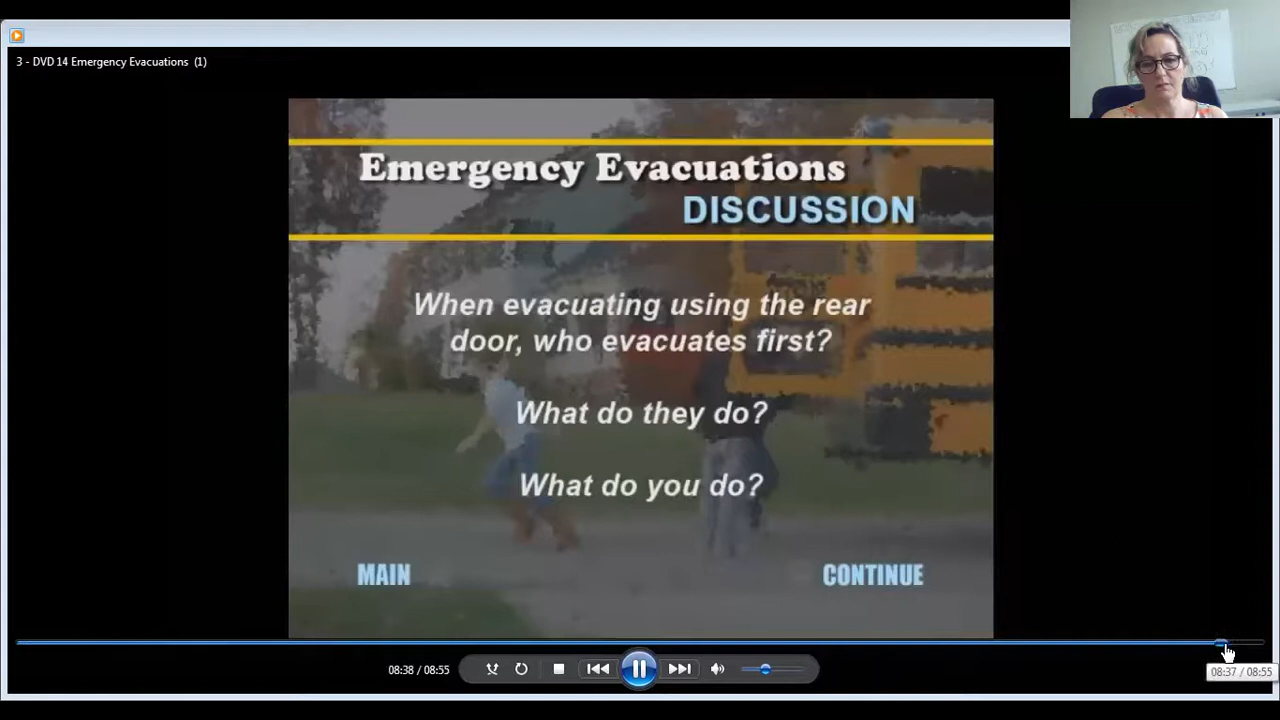 3 - DVD 14 Emergency Evacuations (1)
Emergency Evacuations
DISCUSSION
When evacuating using the rear
door, who evacuates first?
What do they do?
What do you do?
MAIN
CONTINUE
08:38 / 08:55
08:37 / 08:55